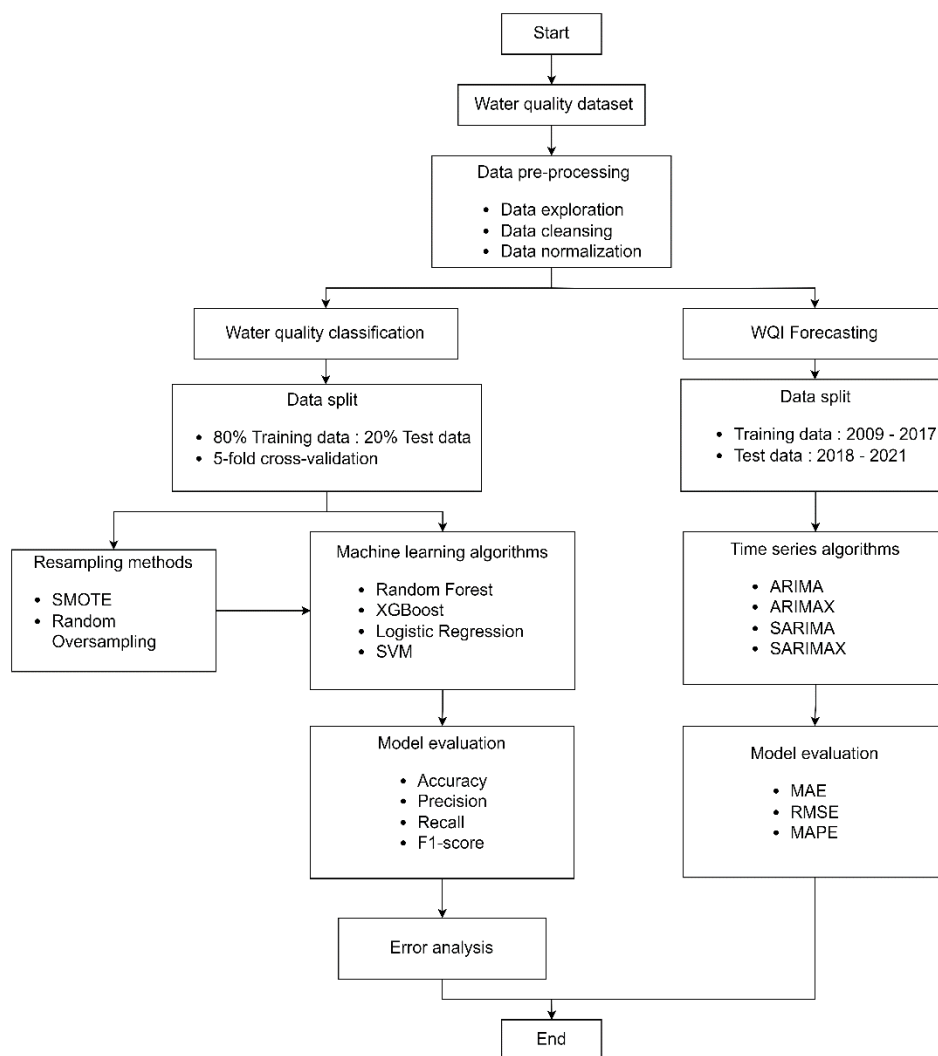 Start
Water quality dataset
Data pre-processing
• Data exploration
• Data cleansing
• Data normalization
Water quality classification
WQI Forecasting
Data split
• 80% Training data : 20% Test data
• 5-fold cross-validation
Data split
• Training data : 2009 - 2017
• Test data : 2018 - 2021
Resampling methods
• SMOTE
• Random
Oversampling
Machine learning algorithms
• Random Forest
• XGBoost
• Logistic Regression
• SVM
Time series algorithms
• ARIMA
• ARIMAX
• SARIMA
• SARIMAX
Model evaluation
• Accuracy
• Precision
• Recall
• F1-score
Model evaluation
• MAE
• RMSE
• MAPE
Error analysis
End